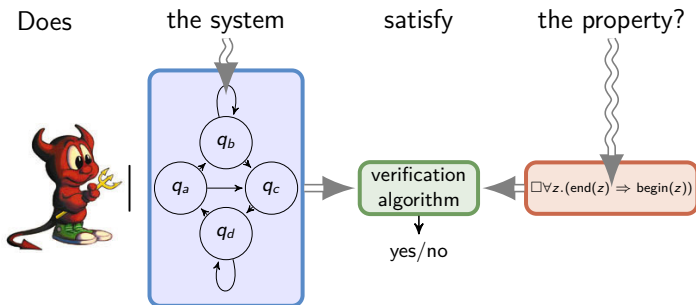 Does the system satisfy the property?
q_b
q_a q_c
q_d
verification
algorithm
yes/no
□∀z.(end(z) ⇒ begin(z))